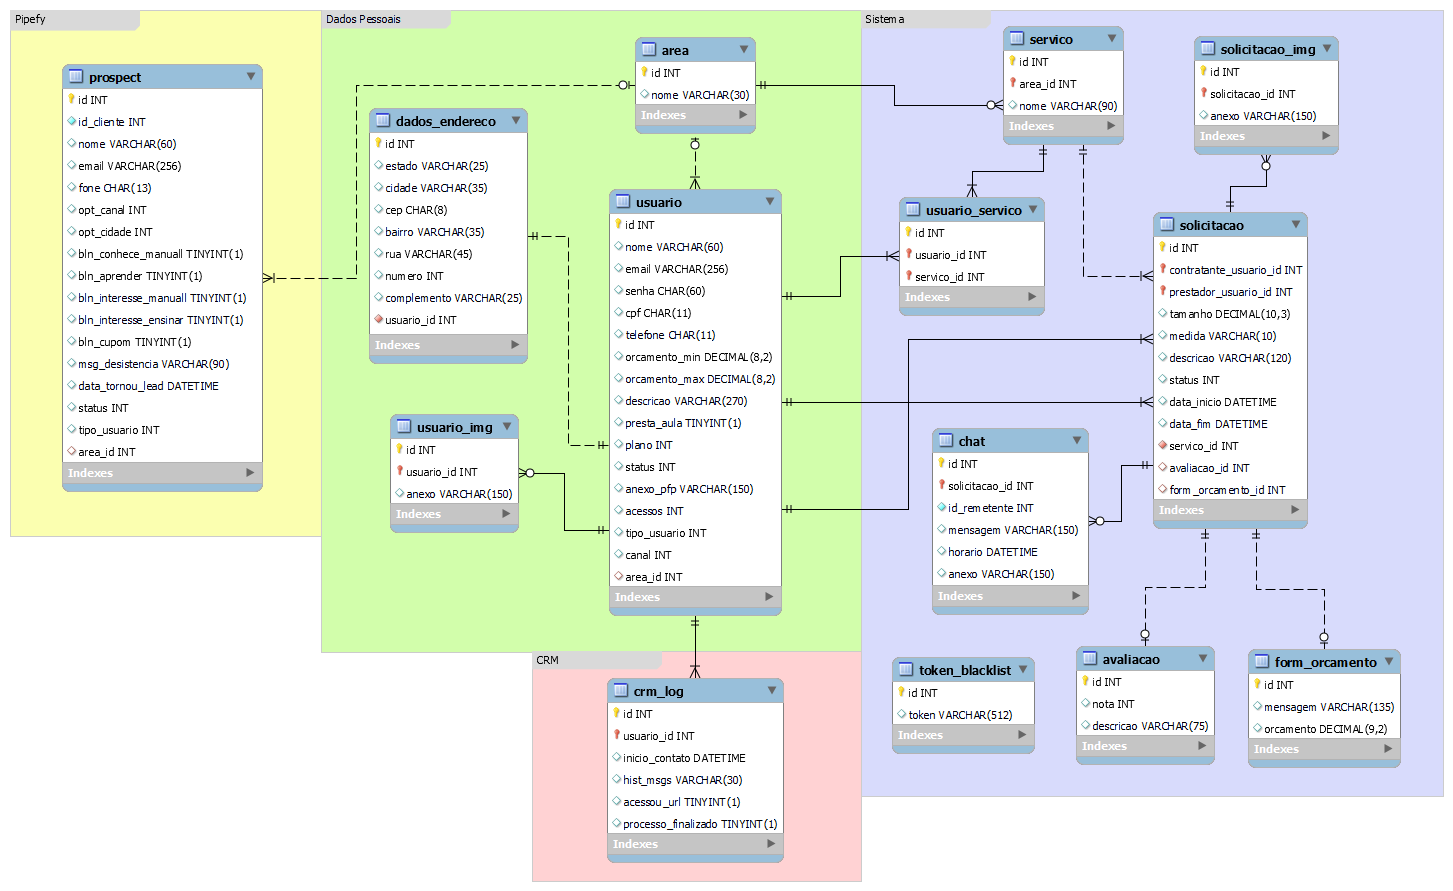 Pipefy
prospect
id INT
id_cliente INT
nome VARCHAR(60)
email VARCHAR(256)
fone CHAR(13)
opt_canal INT
opt_cidade INT
bln_conhece_manuall TINYINT(1)
bln_aprender TINYINT(1)
bln_interesse_manuall TINYINT(1)
bln_interesse_ensinar TINYINT(1)
bln_cupom TINYINT(1)
msg_desistencia VARCHAR(90)
data_tornou_lead DATETIME
status INT
tipo_usuario INT
area_id INT
Indexes
Dados Pessoais
area
id INT
nome VARCHAR(30)
Indexes
dados_endereco
id INT
estado VARCHAR(25)
cidade VARCHAR(35)
cep CHAR(8)
bairro VARCHAR(35)
rua VARCHAR(45)
numero INT
complemento VARCHAR(25)
usuario_id INT
Indexes
usuario
id INT
nome VARCHAR(60)
email VARCHAR(256)
senha CHAR(60)
cpf CHAR(11)
telefone CHAR(11)
orcamento_min DECIMAL(8,2)
orcamento_max DECIMAL(8,2)
descricao VARCHAR(270)
presta_aula TINYINT(1)
plano INT
status INT
anexo_pfp VARCHAR(150)
acessos INT
tipo_usuario INT
canal INT
area_id INT
Indexes
usuario_img
id INT
usuario_id INT
anexo VARCHAR(150)
Indexes
CRM
crm_log
id INT
usuario_id INT
inicio_contato DATETIME
hist_msgs VARCHAR(30)
acessou_url TINYINT(1)
processo_finalizado TINYINT(1)
Indexes
Sistema
servico
id INT
area_id INT
nome VARCHAR(90)
Indexes
solicitacao_img
id INT
solicitacao_id INT
anexo VARCHAR(150)
Indexes
usuario_servico
id INT
usuario_id INT
servico_id INT
Indexes
solicitacao
id INT
contratante_usuario_id INT
prestador_usuario_id INT
tamanho DECIMAL(10,3)
medida VARCHAR(10)
descricao VARCHAR(120)
status INT
data_inicio DATETIME
data_fim DATETIME
servico_id INT
avaliacao_id INT
form_orcamento_id INT
Indexes
chat
id INT
solicitacao_id INT
id_remetente INT
mensagem VARCHAR(150)
horario DATETIME
anexo VARCHAR(150)
Indexes
token_blacklist
id INT
token VARCHAR(512)
Indexes
avaliacao
id INT
nota INT
descricao VARCHAR(75)
Indexes
form_orcamento
id INT
mensagem VARCHAR(135)
orcamento DECIMAL(9,2)
Indexes